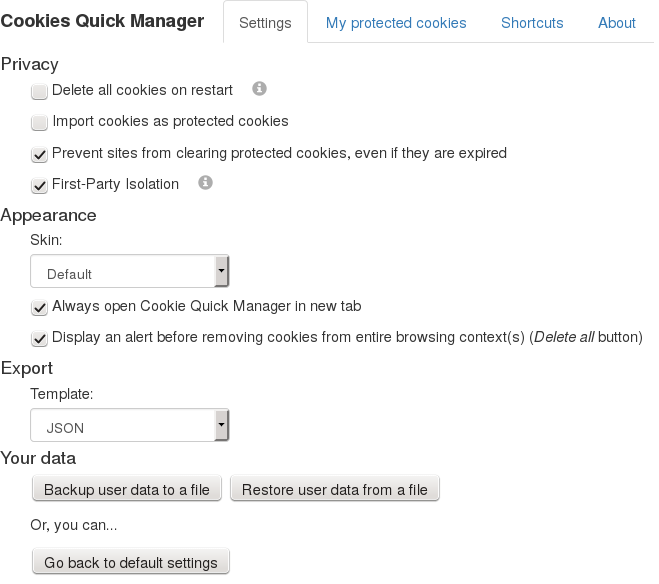 Cookies Quick Manager Settings My protected cookies Shortcuts About
Privacy
Delete all cookies on restart
Import cookies as protected cookies
Prevent sites from clearing protected cookies, even if they are expired
First-Party Isolation
Appearance
Skin:
Default
Always open Cookie Quick Manager in new tab
Display an alert before removing cookies from entire browsing context(s) (Delete all button)
Export
Template:
JSON
Your data
Backup user data to a file Restore user data from a file
Or, you can...
Go back to default settings